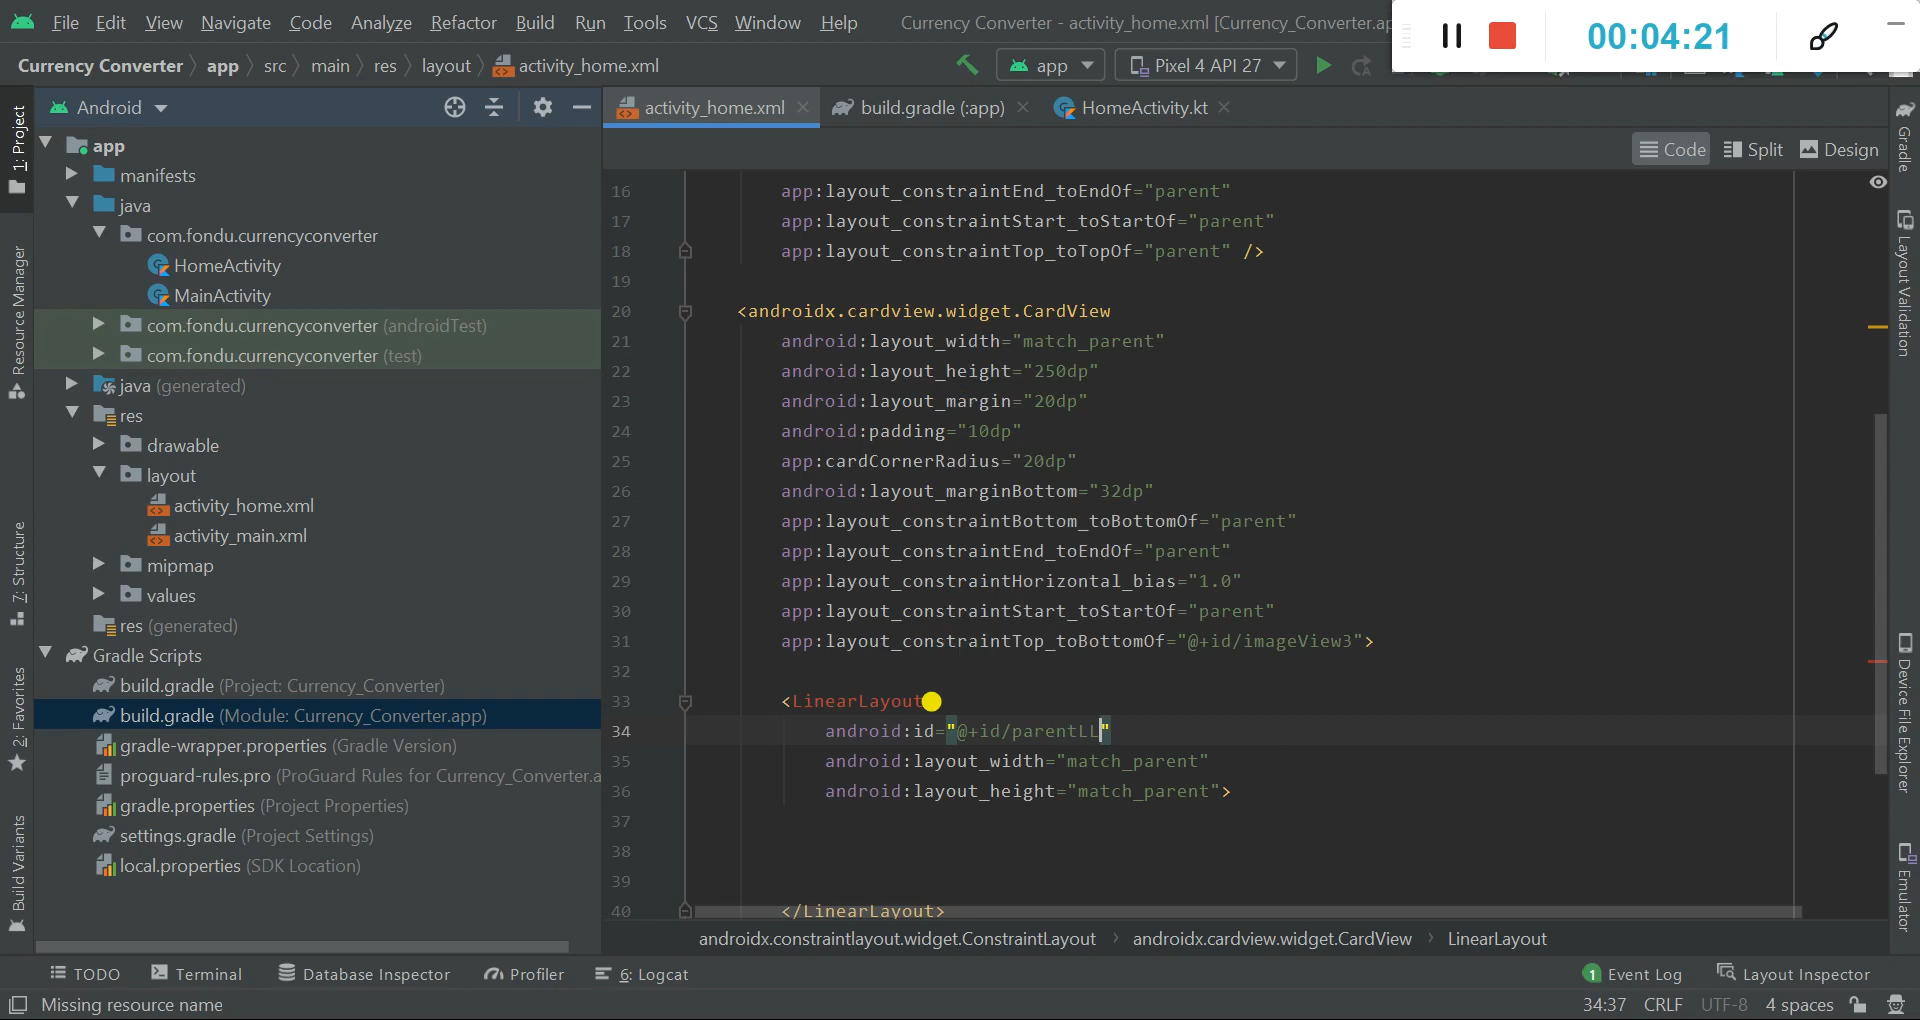 File Edit View Navigate Code Analyze Refactor Build Run Tools VCS Window Help Currency Converter - activity_home.xml [Currency_Converter.ap
00:04:21
Currency Converter app src main res layout activity_home.xml app Pixel 4 API 27
Android activity_home.xml build.gradle (:app) HomeActivity.kt
Code Split Design
1: Project
Resource Manager
7: Structure
2: Favorites
Build Variants
app
manifests
java
com.fondu.currencyconverter
HomeActivity
MainActivity
com.fondu.currencyconverter (androidTest)
com.fondu.currencyconverter (test)
java (generated)
res
drawable
layout
activity_home.xml
activity_main.xml
mipmap
values
res (generated)
Gradle Scripts
build.gradle (Project: Currency_Converter)
build.gradle (Module: Currency_Converter.app)
gradle-wrapper.properties (Gradle Version)
proguard-rules.pro (ProGuard Rules for Currency_Converter.a
gradle.properties (Project Properties)
settings.gradle (Project Settings)
local.properties (SDK Location)
16 app:layout_constraintEnd_toEndOf="parent"
17 app:layout_constraintStart_toStartOf="parent"
18 app:layout_constraintTop_toTopOf="parent" />
19
20 <androidx.cardview.widget.CardView
21 android:layout_width="match_parent"
22 android:layout_height="250dp"
23 android:layout_margin="20dp"
24 android:padding="10dp"
25 app:cardCornerRadius="20dp"
26 android:layout_marginBottom="32dp"
27 app:layout_constraintBottom_toBottomOf="parent"
28 app:layout_constraintEnd_toEndOf="parent"
29 app:layout_constraintHorizontal_bias="1.0"
30 app:layout_constraintStart_toStartOf="parent"
31 app:layout_constraintTop_toBottomOf="@+id/imageView3">
32
33 <LinearLayout
34 android:id="@+id/parentLL"
35 android:layout_width="match_parent"
36 android:layout_height="match_parent">
37
38
39
40 </LinearLayout>
androidx.constraintlayout.widget.ConstraintLayout androidx.cardview.widget.CardView LinearLayout
Gradle
Layout Validation
Device File Explorer
Emulator
TODO Terminal Database Inspector Profiler 6: Logcat 1 Event Log Layout Inspector
Missing resource name 34:37 CRLF UTF-8 4 spaces